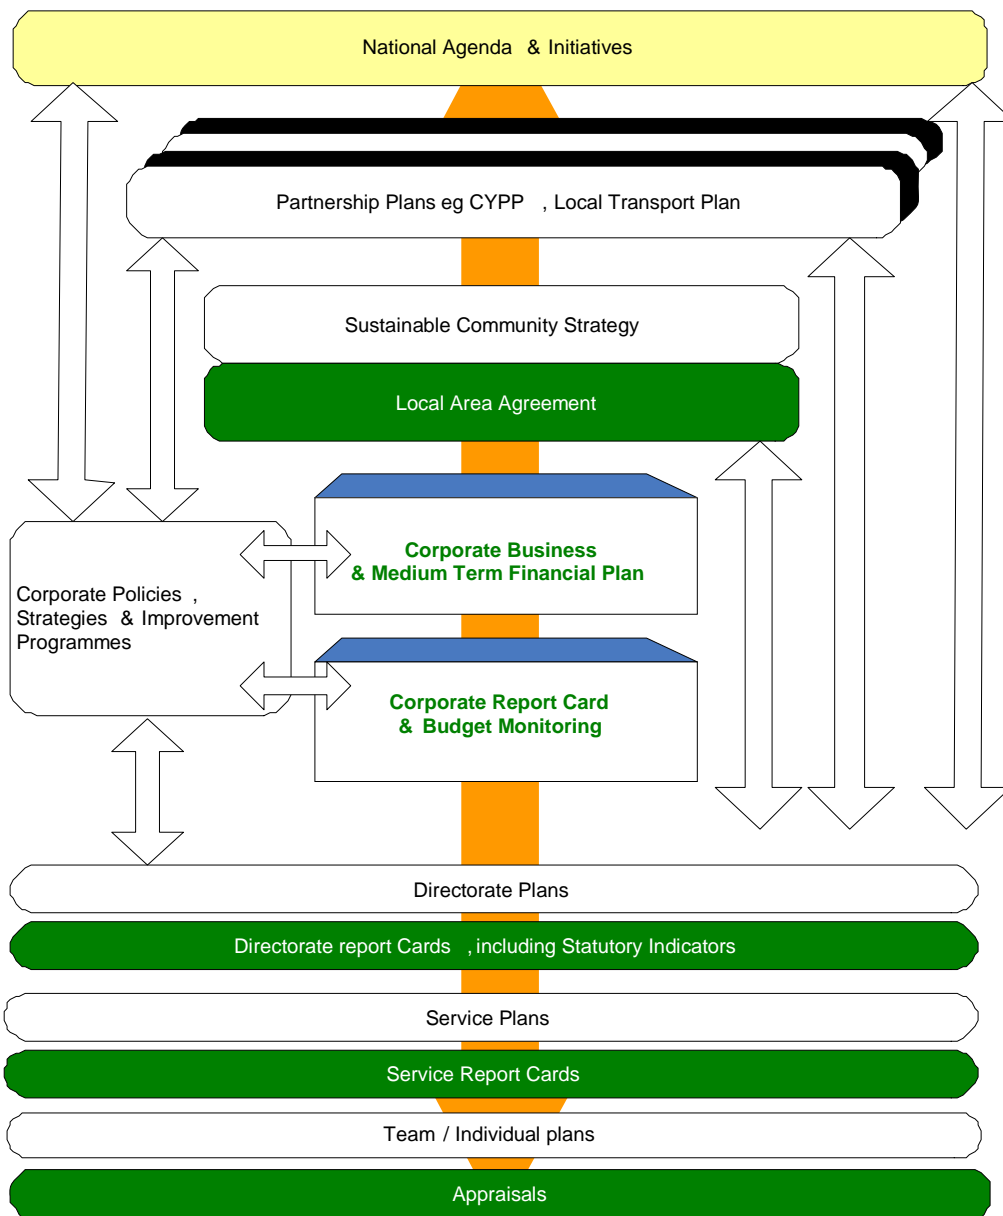 National Agenda & Initiatives
Partnership Plans eg CYPP , Local Transport Plan
Sustainable Community Strategy
Local Area Agreement
Corporate Business
& Medium Term Financial Plan
Corporate Policies ,
Strategies & Improvement
Programmes
Corporate Report Card
& Budget Monitoring
Directorate Plans
Directorate report Cards , including Statutory Indicators
Service Plans
Service Report Cards
Team / Individual plans
Appraisals